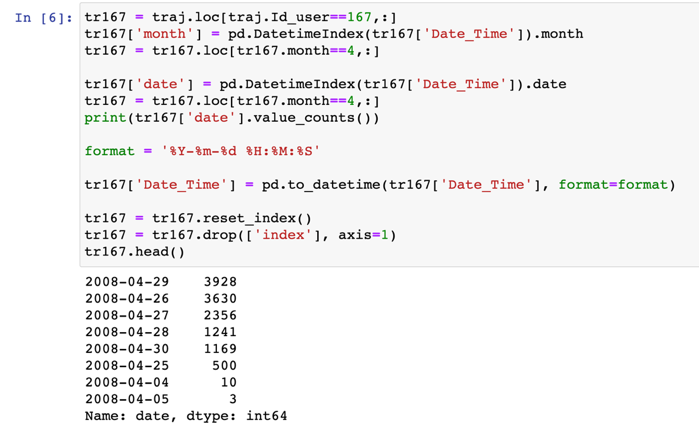 In [6]: tr167 = traj.loc[traj.Id_user==167,:]
tr167['month'] = pd.DatetimeIndex(tr167['Date_Time']).month
tr167 = tr167.loc[tr167.month==4,:]
tr167['date'] = pd.DatetimeIndex(tr167['Date_Time']).date
tr167 = tr167.loc[tr167.month==4,:]
print(tr167['date'].value_counts())
format = '%Y-%m-%d %H:%M:%S'
tr167['Date_Time'] = pd.to_datetime(tr167['Date_Time'], format=format)
tr167 = tr167.reset_index()
tr167 = tr167.drop(['index'], axis=1)
tr167.head()
2008-04-29 3928
2008-04-26 3630
2008-04-27 2356
2008-04-28 1241
2008-04-30 1169
2008-04-25 500
2008-04-04 10
2008-04-05 3
Name: date, dtype: int64